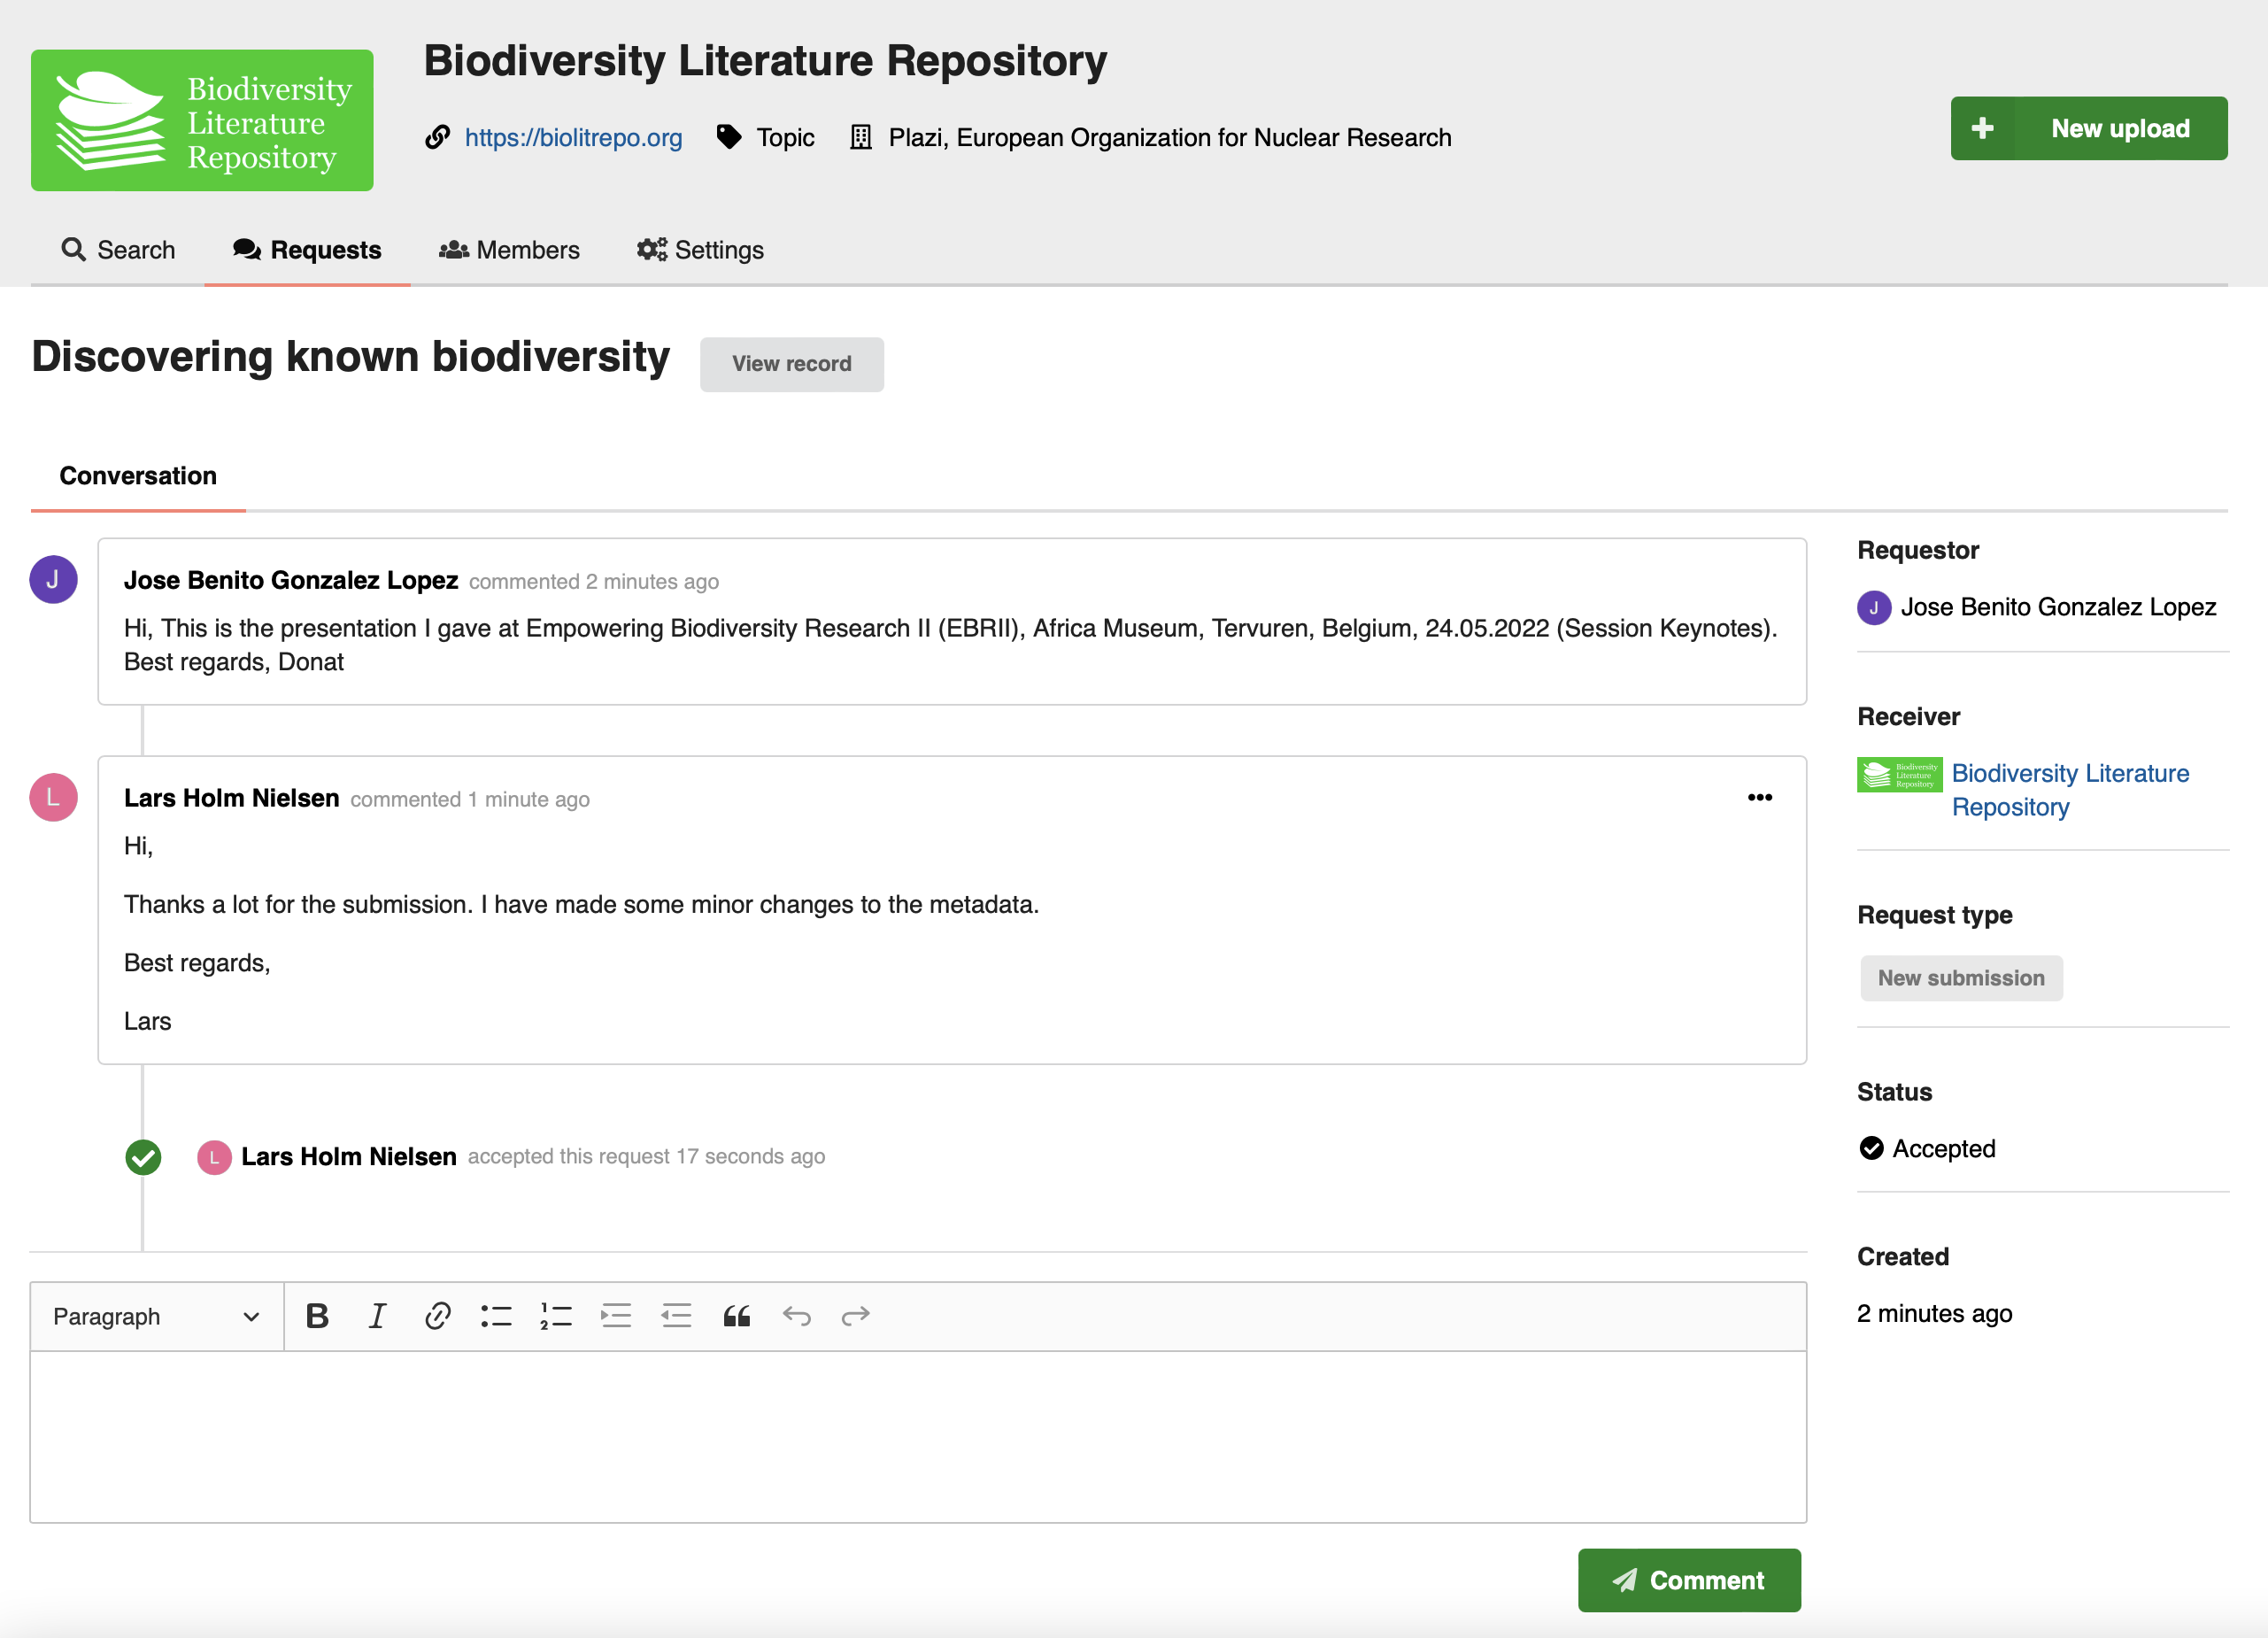 Biodiversity
Literature
Repository
Biodiversity Literature Repository
https://biolitrepo.org Topic Plazi, European Organization for Nuclear Research
New upload
Search Requests Members Settings
Discovering known biodiversity View record
Conversation
J Jose Benito Gonzalez Lopez commented 2 minutes ago
Hi, This is the presentation I gave at Empowering Biodiversity Research II (EBRII), Africa Museum, Tervuren, Belgium, 24.05.2022 (Session Keynotes).
Best regards, Donat
L Lars Holm Nielsen commented 1 minute ago
Hi,
Thanks a lot for the submission. I have made some minor changes to the metadata.
Best regards,
Lars
L Lars Holm Nielsen accepted this request 17 seconds ago
Paragraph B I
Comment
Requestor
J Jose Benito Gonzalez Lopez
Receiver
Biodiversity
Literature
Repository
Biodiversity Literature
Repository
Request type
New submission
Status
Accepted
Created
2 minutes ago